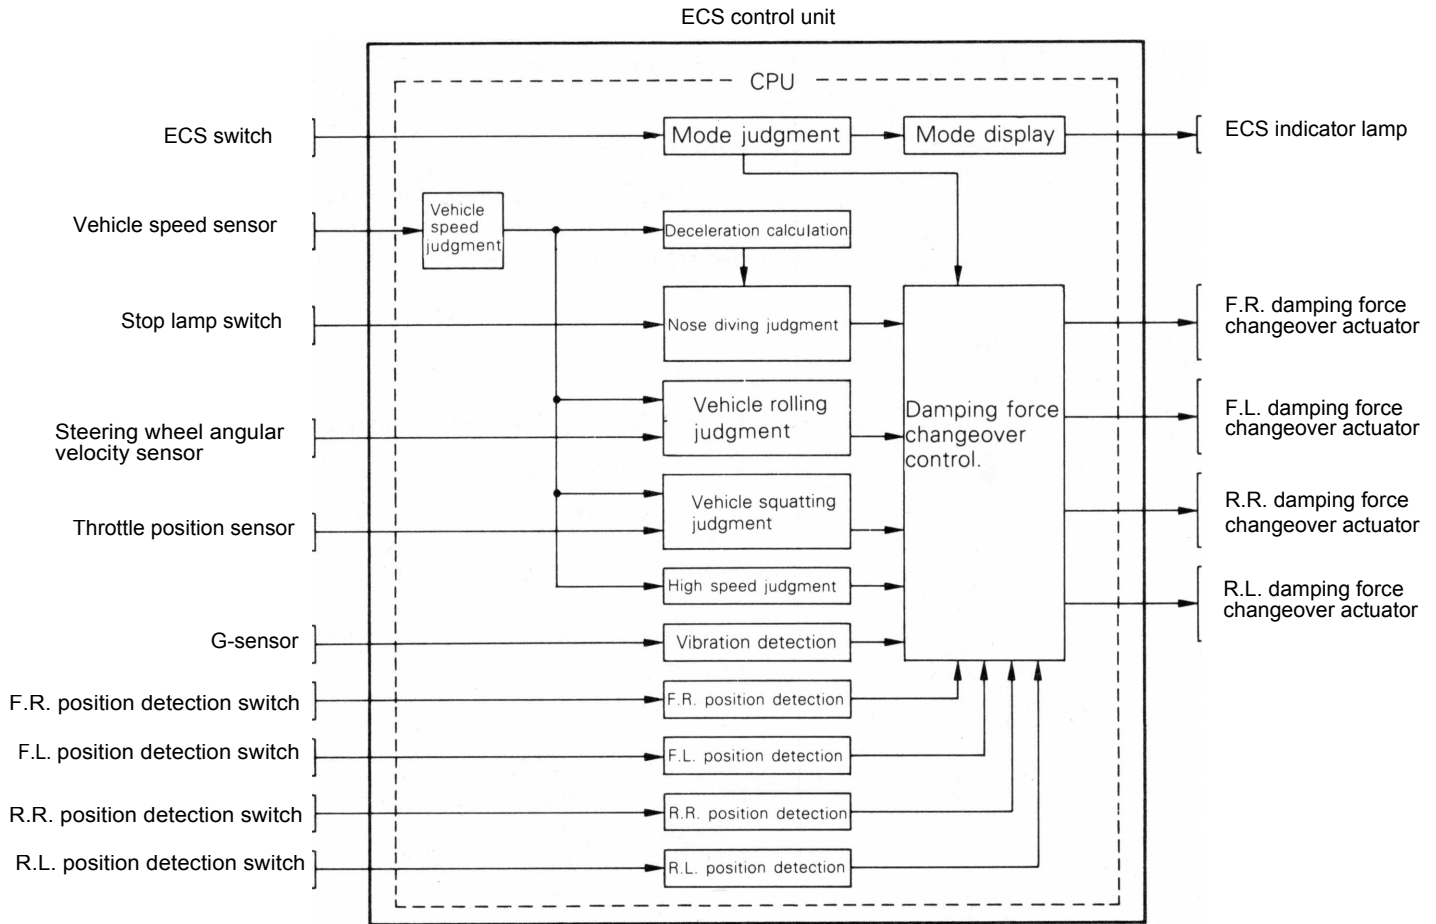 ECS control unit
CPU
ECS switch
Mode judgment
Mode display
ECS indicator lamp
Vehicle speed sensor
Vehicle
speed
judgment
Deceleration calculation
Stop lamp switch
Nose diving judgment
F.R. damping force
changeover actuator
Steering wheel angular
velocity sensor
Vehicle rolling
judgment
Damping force
changeover
control.
F.L. damping force
changeover actuator
Throttle position sensor
Vehicle squatting
judgment
R.R. damping force
changeover actuator
High speed judgment
R.L. damping force
changeover actuator
G-sensor
Vibration detection
F.R. position detection switch
F.R. position detection
F.L. position detection switch
F.L. position detection
R.R. position detection switch
R.R. position detection
R.L. position detection switch
R.L. position detection